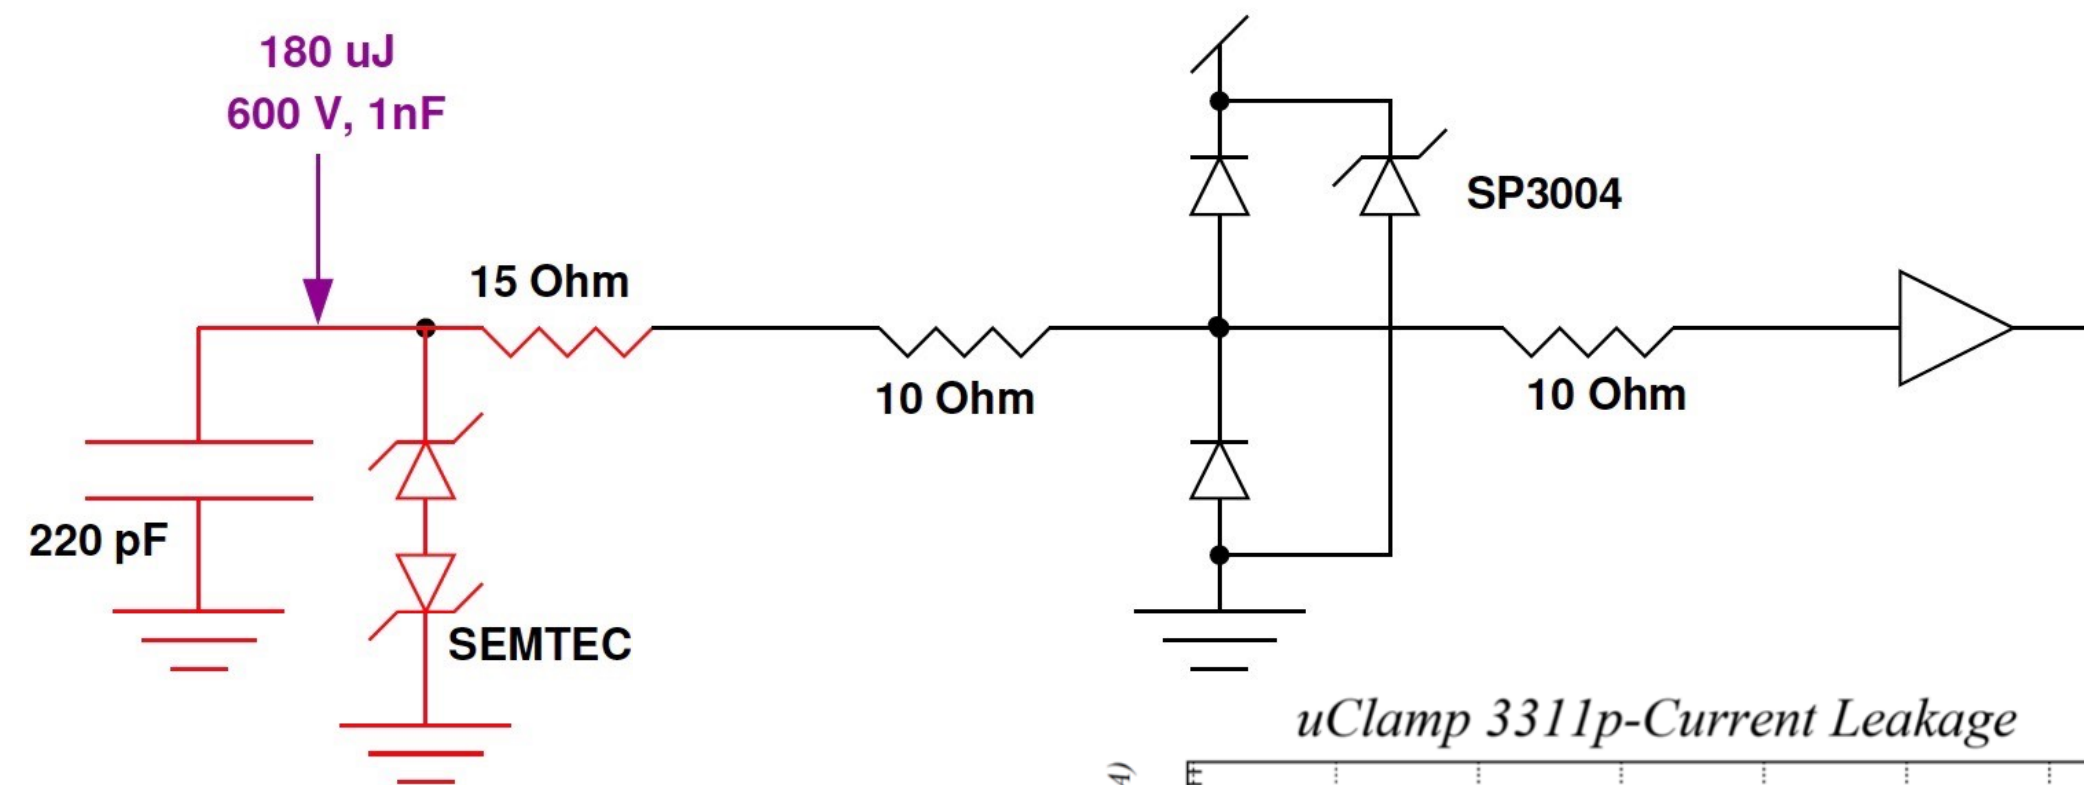 180 uJ
600 V, 1nF
SP3004
15 Ohm
10 Ohm
10 Ohm
220 pF
SEMTEC
uClamp 3311p-Current Leakage